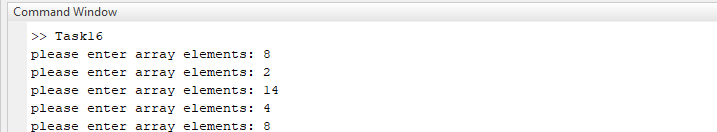 Command Window
>> Task16
please enter array elements: 8
please enter array elements: 2
please enter array elements: 14
please enter array elements: 4
please enter array elements: 8